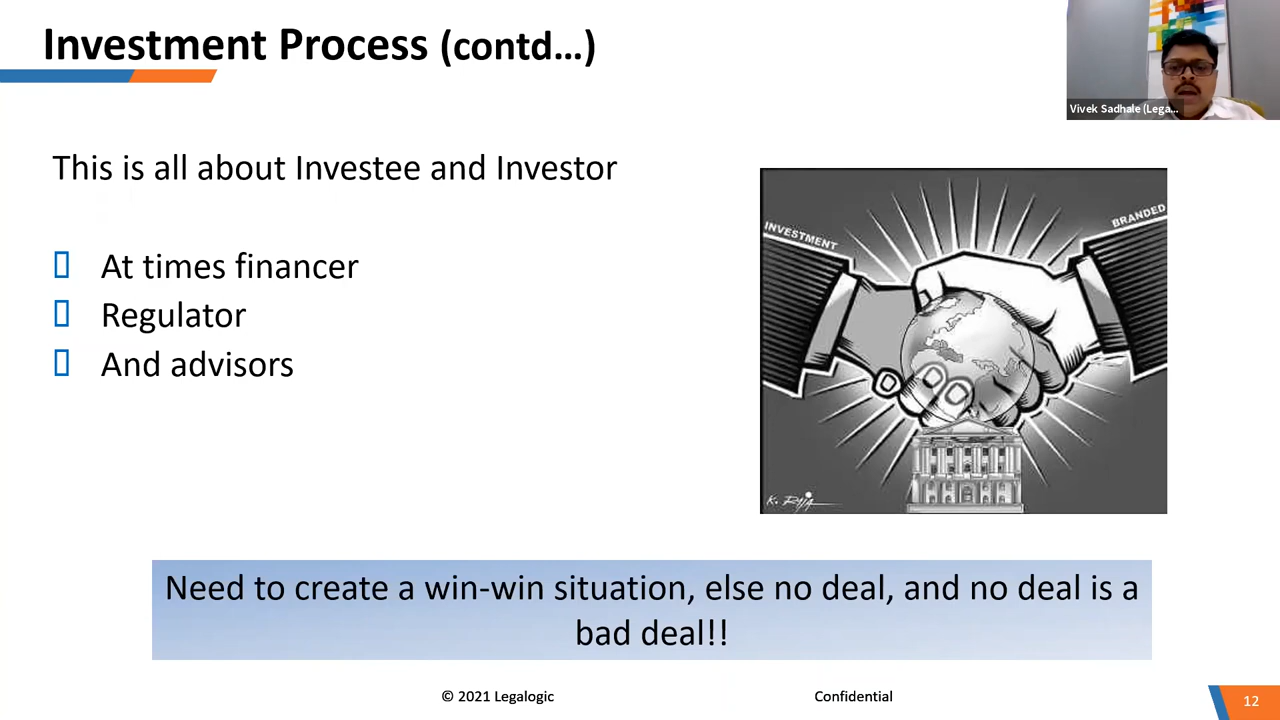 Investment Process (contd...)
Vivek Sadhale (Lega...
This is all about Investee and Investor
At times financer
Regulator
And advisors
INVESTMENT
BRANDED
K. RAJA
Need to create a win-win situation, else no deal, and no deal is a
bad deal!!
© 2021 Legalogic
Confidential
12